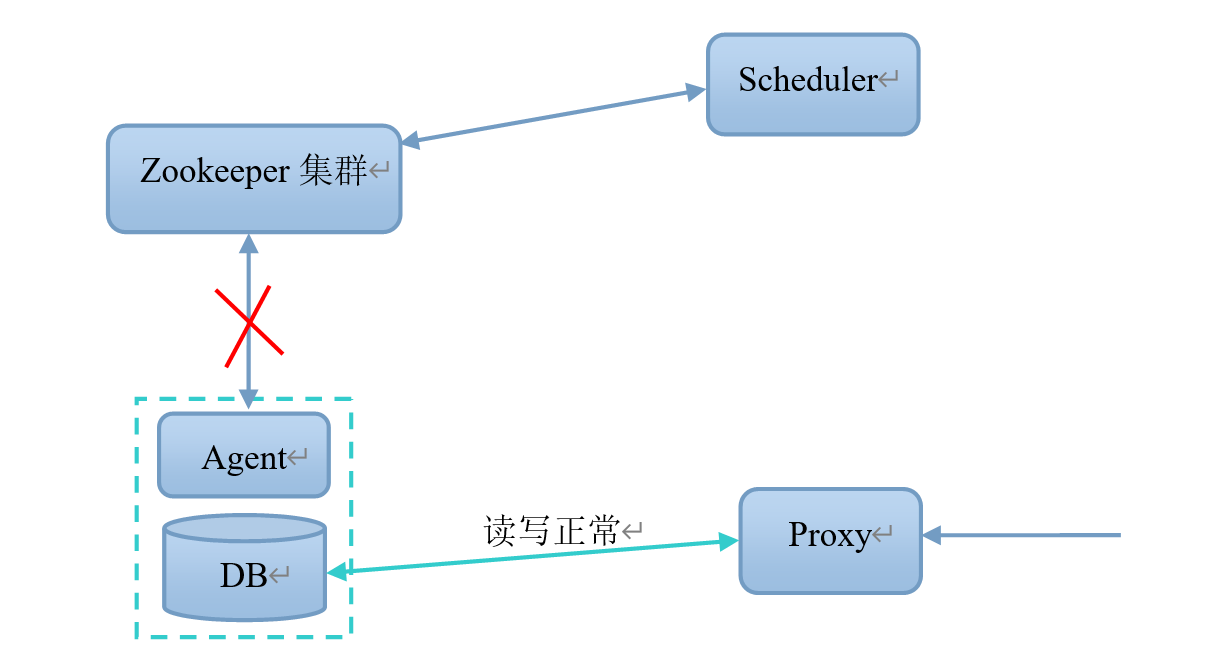 Scheduler
Zookeeper 集群
Agent
读写正常
Proxy
DB